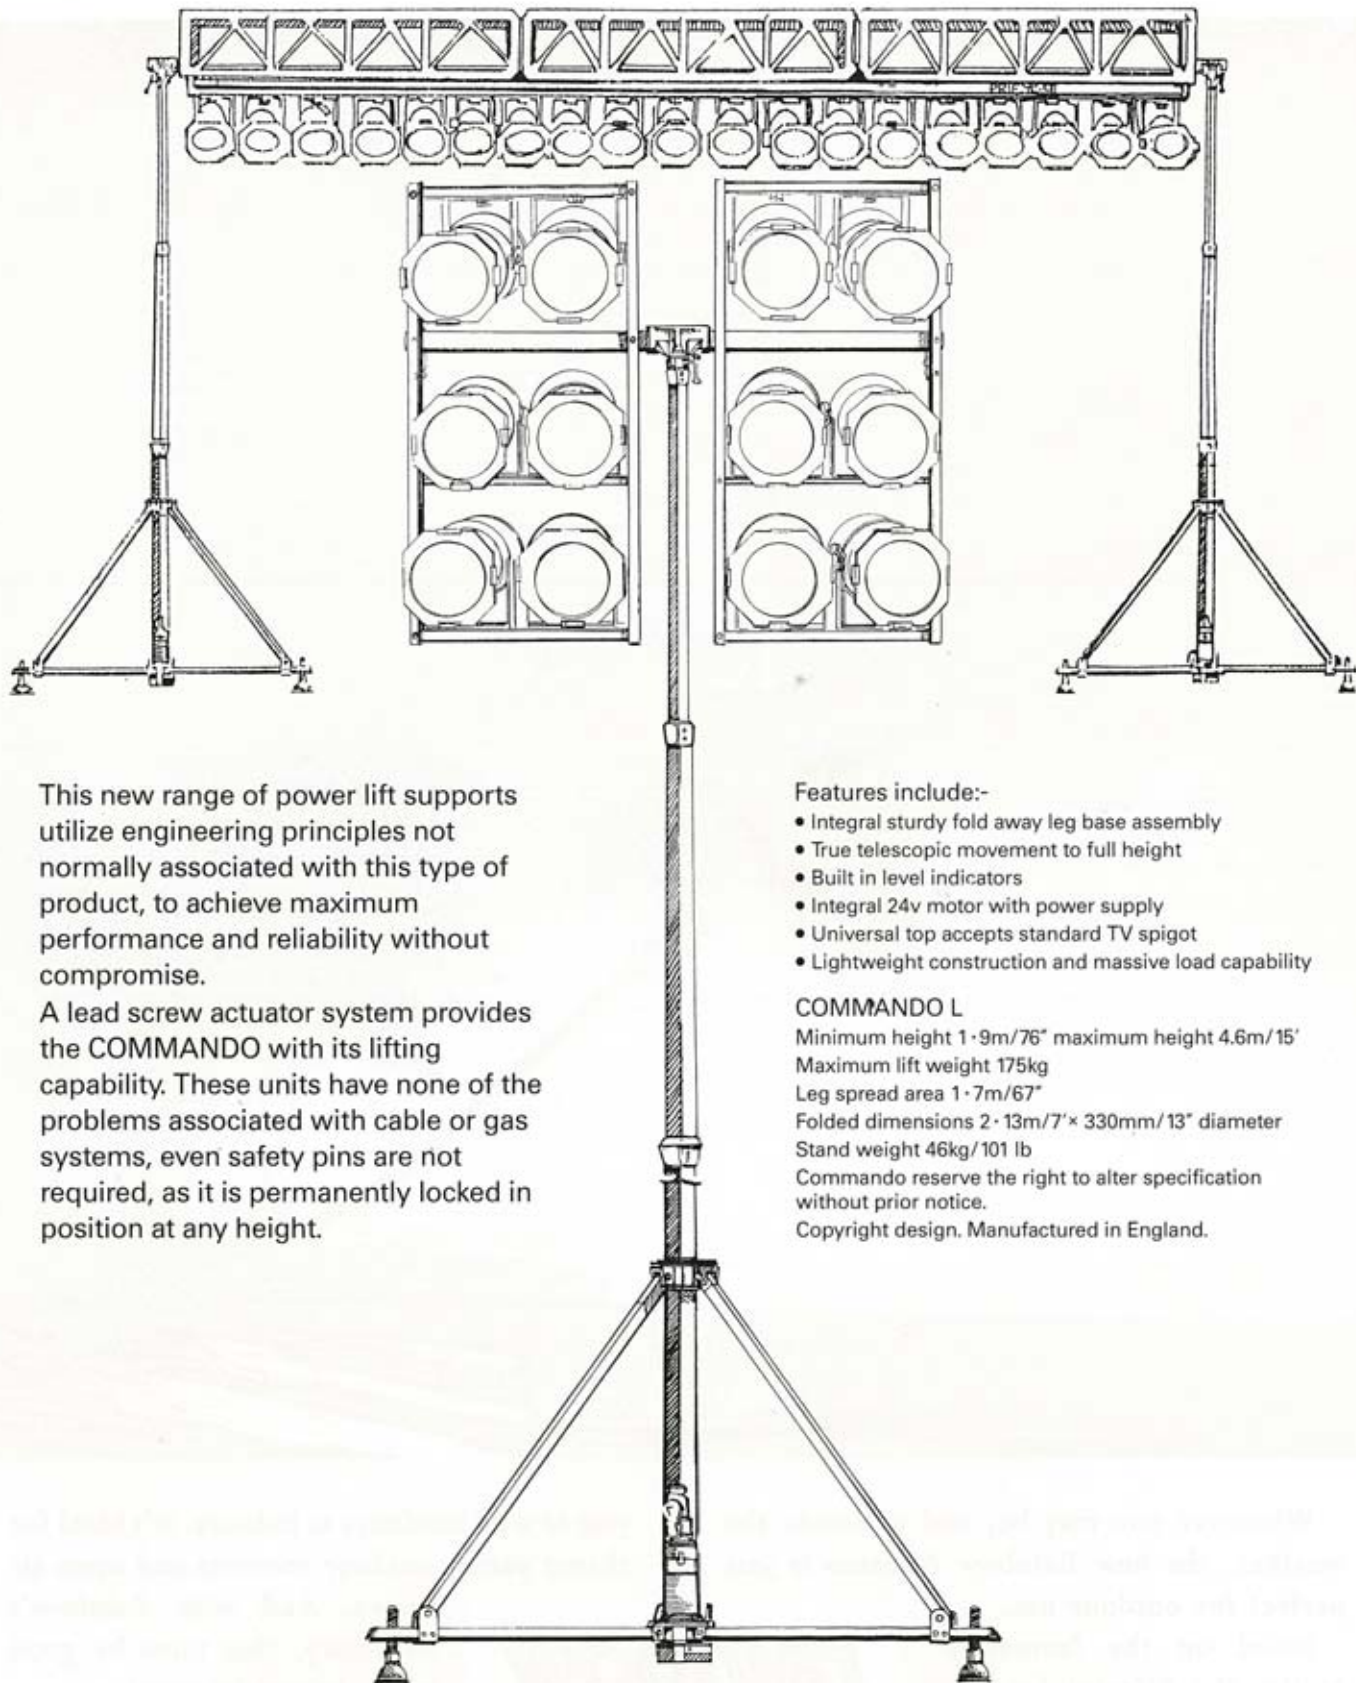 This new range of power lift supports
utilize engineering principles not
normally associated with this type of
product, to achieve maximum
performance and reliability without
compromise.
A lead screw actuator system provides
the COMMANDO with its lifting
capability. These units have none of the
problems associated with cable or gas
systems, even safety pins are not
required, as it is permanently locked in
position at any height.
Features include:-
• Integral sturdy fold away leg base assembly
• True telescopic movement to full height
• Built in level indicators
• Integral 24v motor with power supply
• Universal top accepts standard TV spigot
• Lightweight construction and massive load capability
COMMANDO L
Minimum height 1·9m/76" maximum height 4.6m/15'
Maximum lift weight 175kg
Leg spread area 1·7m/67"
Folded dimensions 2·13m/7'× 330mm/13" diameter
Stand weight 46kg/101 lb
Commando reserve the right to alter specification
without prior notice.
Copyright design. Manufactured in England.